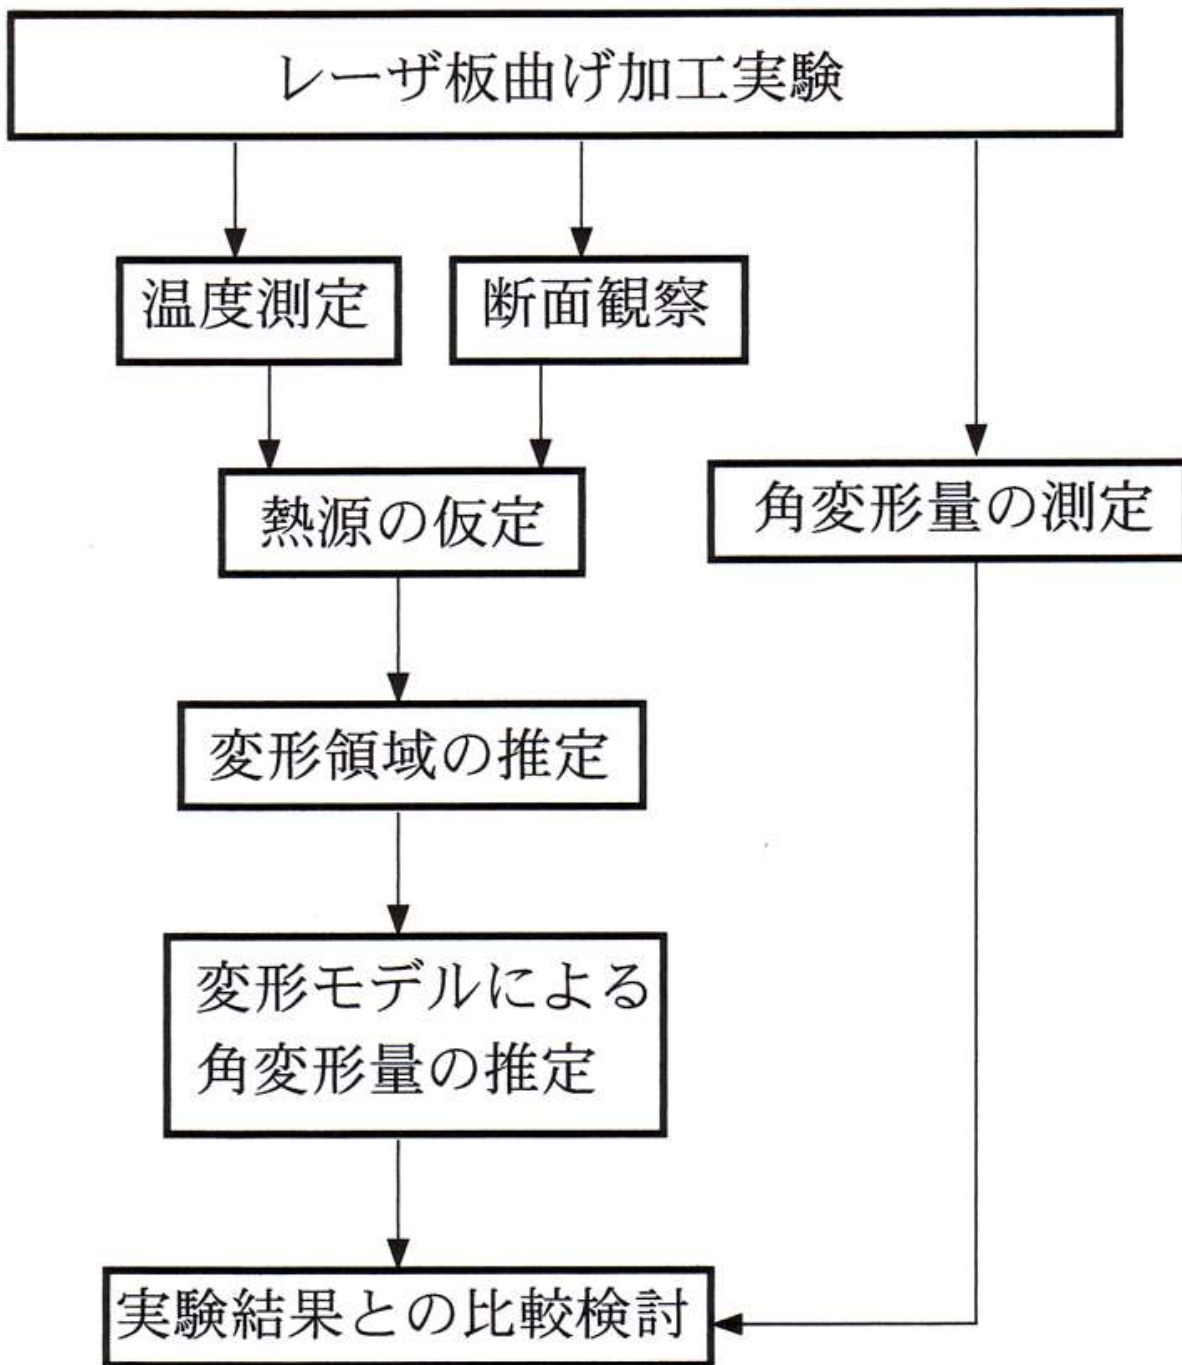 レーザ板曲げ加工実験
温度測定
断面観察
熱源の仮定
角変形量の測定
変形領域の推定
変形モデルによる
角変形量の推定
実験結果との比較検討